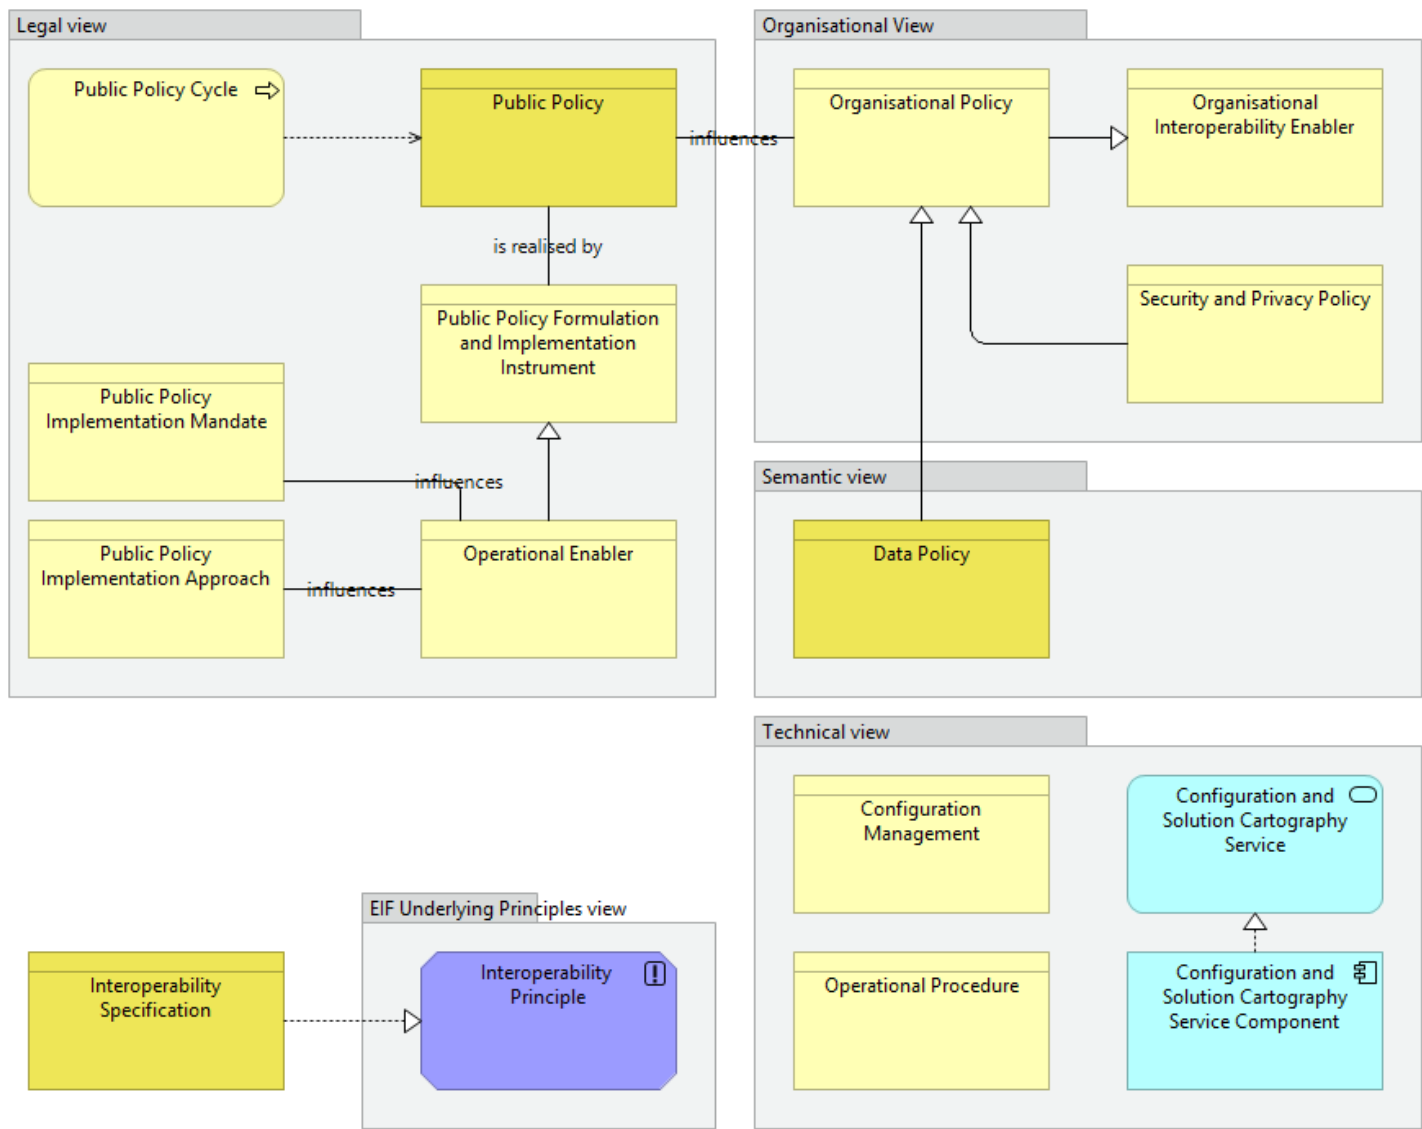 Legal view
Public Policy Cycle
Public Policy
is realised by
Public Policy Formulation
and Implementation
Instrument
Public Policy
Implementation Mandate
influences
Public Policy
Implementation Approach
influences
Operational Enabler
influences
Organisational View
Organisational Policy
Organisational
Interoperability Enabler
Security and Privacy Policy
Semantic view
Data Policy
Technical view
Configuration
Management
Configuration and
Solution Cartography
Service
Operational Procedure
Configuration and
Solution Cartography
Service Component
EIF Underlying Principles view
Interoperability
Specification
Interoperability
Principle